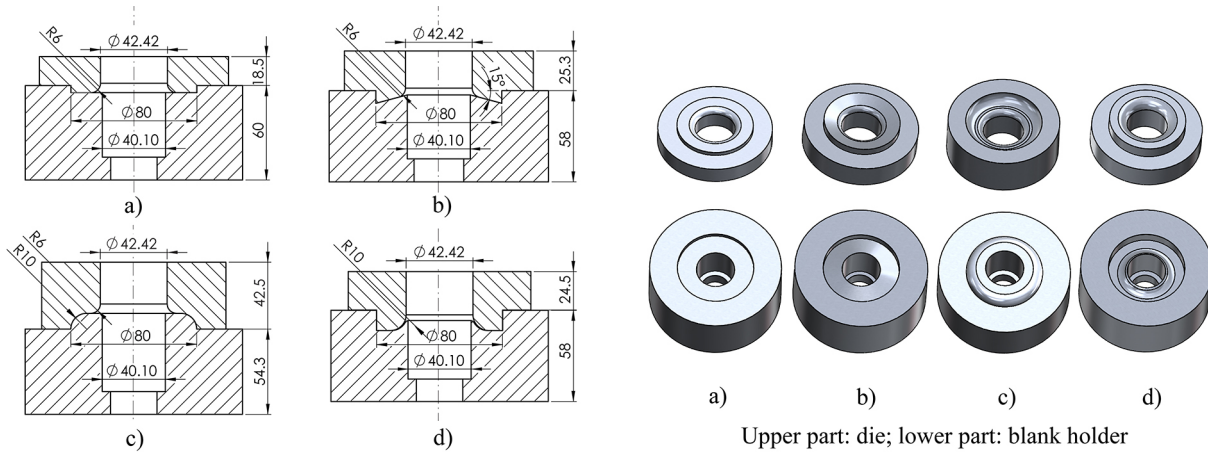 R6
Ø 42.42
18.5
Ø80
Ø 40.10
60
a)
R6
Ø 42.42
25.3
15°
Ø80
Ø 40.10
58
b)
R6
R10
Ø 42.42
42.5
Ø 80
Ø 40.10
54.3
c)
R10
Ø 42.42
24.5
Ø80
Ø 40.10
58
d)
a) b) c) d)
Upper part: die; lower part: blank holder